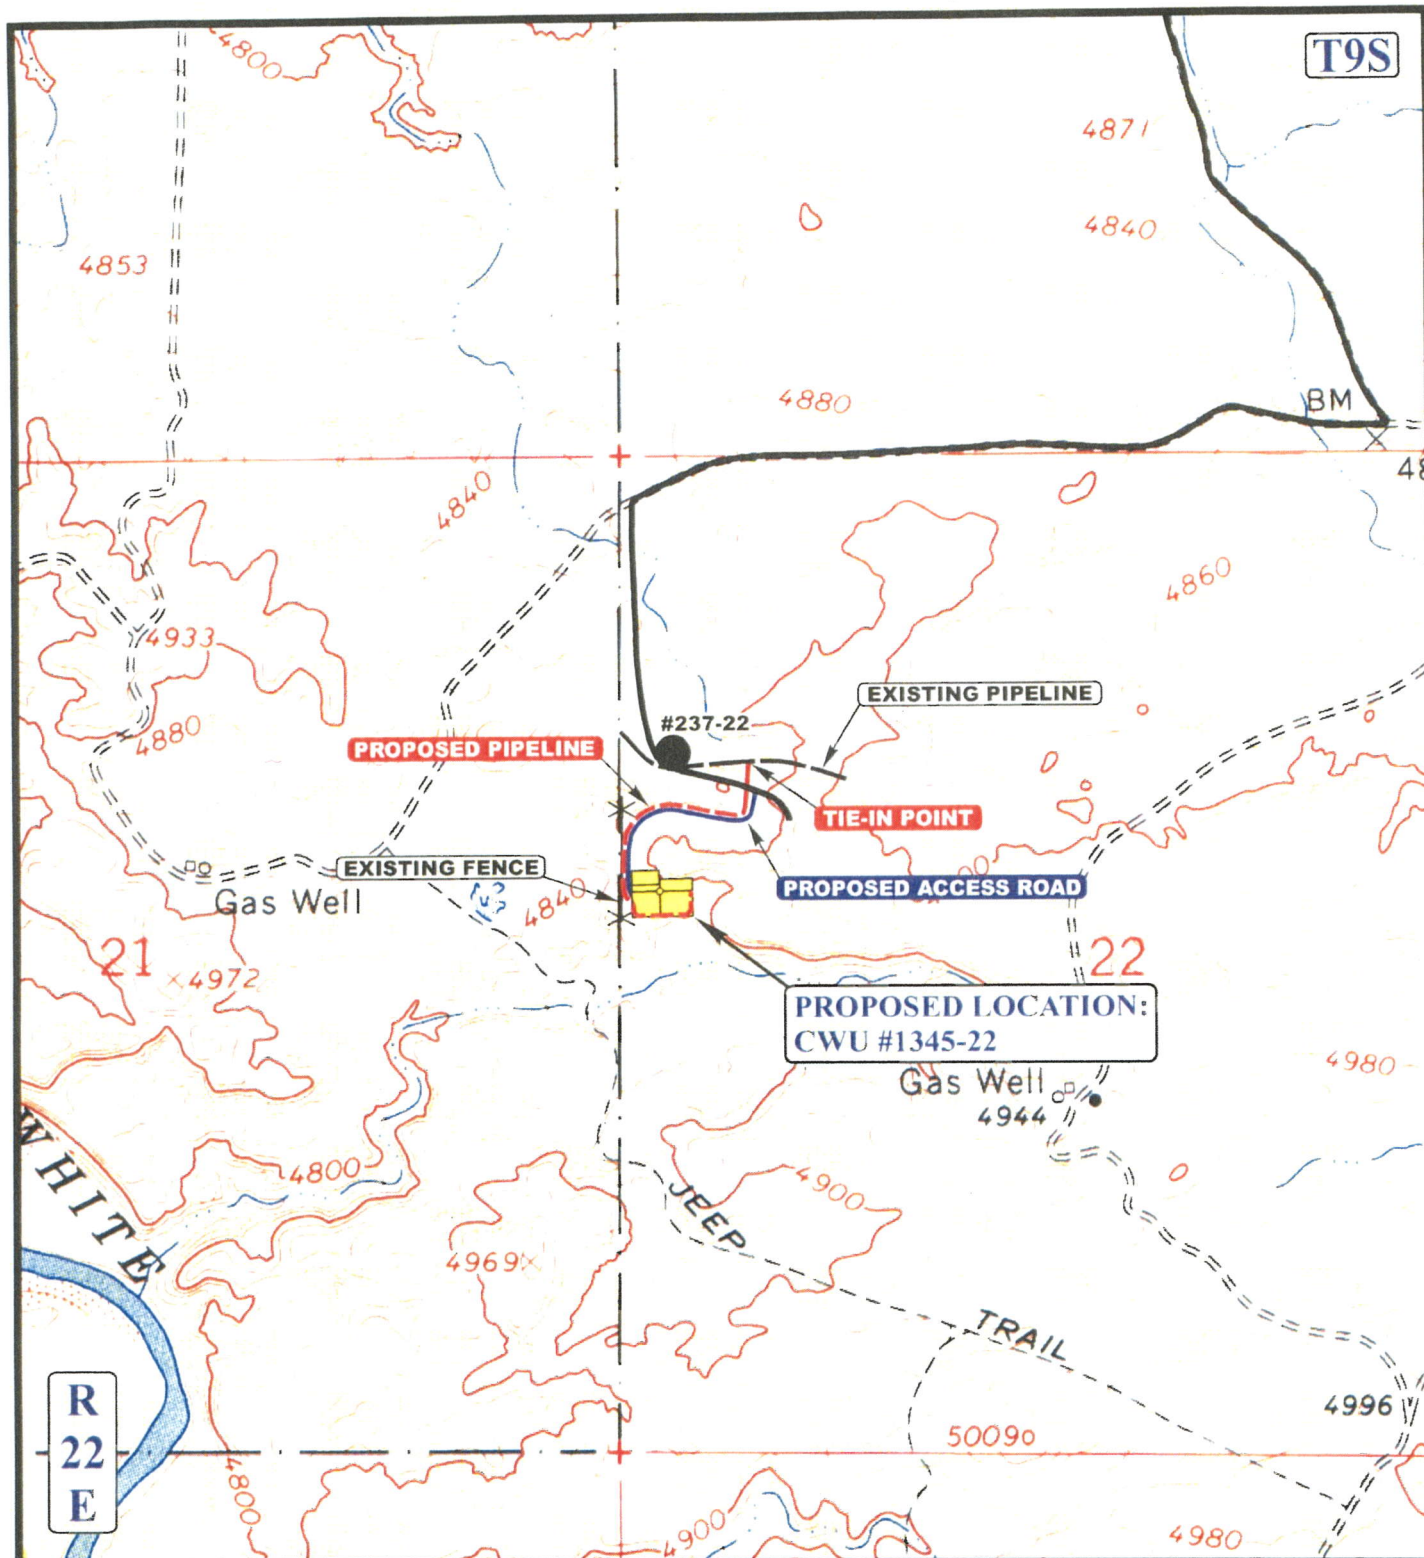 4800
T9S
4871
4840
4853
4880
BM
48
4840
4860
4933
EXISTING PIPELINE
#237-22
4880
PROPOSED PIPELINE
TIE-IN POINT
EXISTING FENCE
PROPOSED ACCESS ROAD
Gas Well
4840
21
22
4972
PROPOSED LOCATION:
CWU #1345-22
4980
Gas Well
4944
WHITE
4800
4900
JEEP
4969
TRAIL
R
22
E
4996
50090
4800
4900
4980